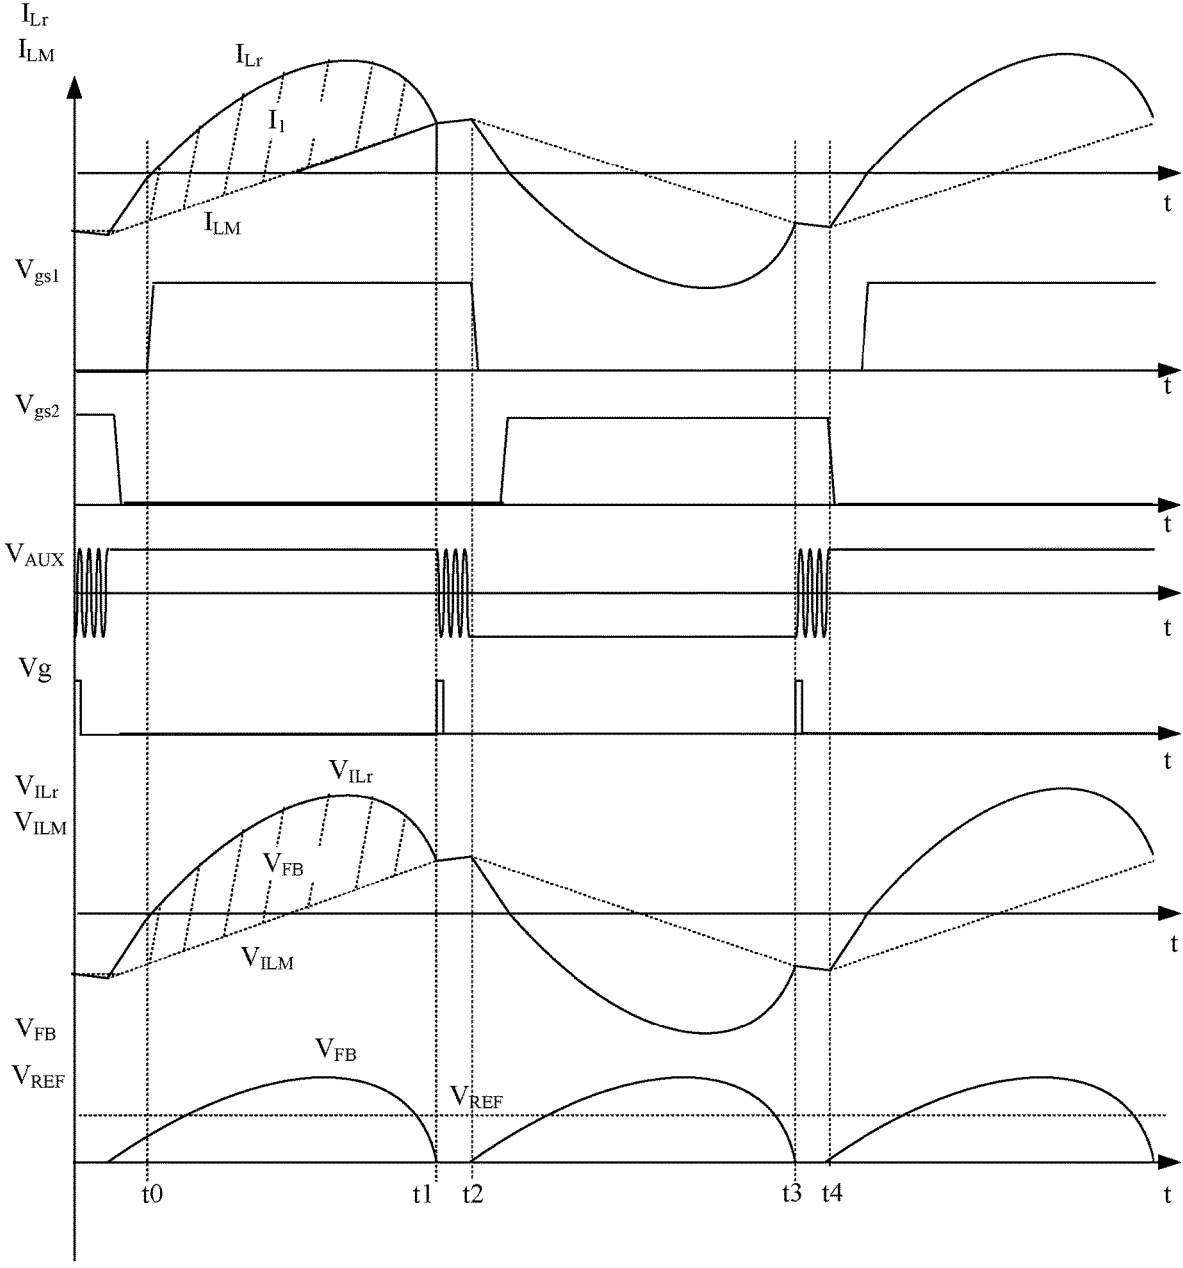 I_Lr
I_LM
I_Lr
I_1
I_LM
t
V_gs1
t
V_gs2
t
V_AUX
t
Vg
t
V_ILr
V_ILM
V_ILr
V_FB
V_ILM
t
V_FB
V_REF
V_FB
V_REF
t0 t1 t2 t3 t4 t